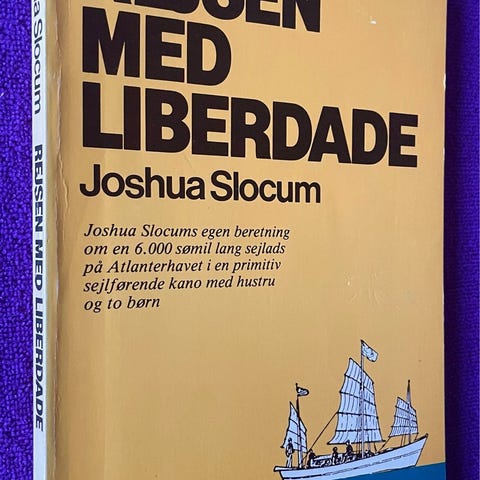 REJSEN
MED
LIBERDADE
Joshua Slocum
Joshua Slocums egen beretning
om en 6.000 sømil lang sejlads
på Atlanterhavet i en primitiv
sejlførende kano med hustru
og to børn
Slocum REJSEN MED LIBERDADE